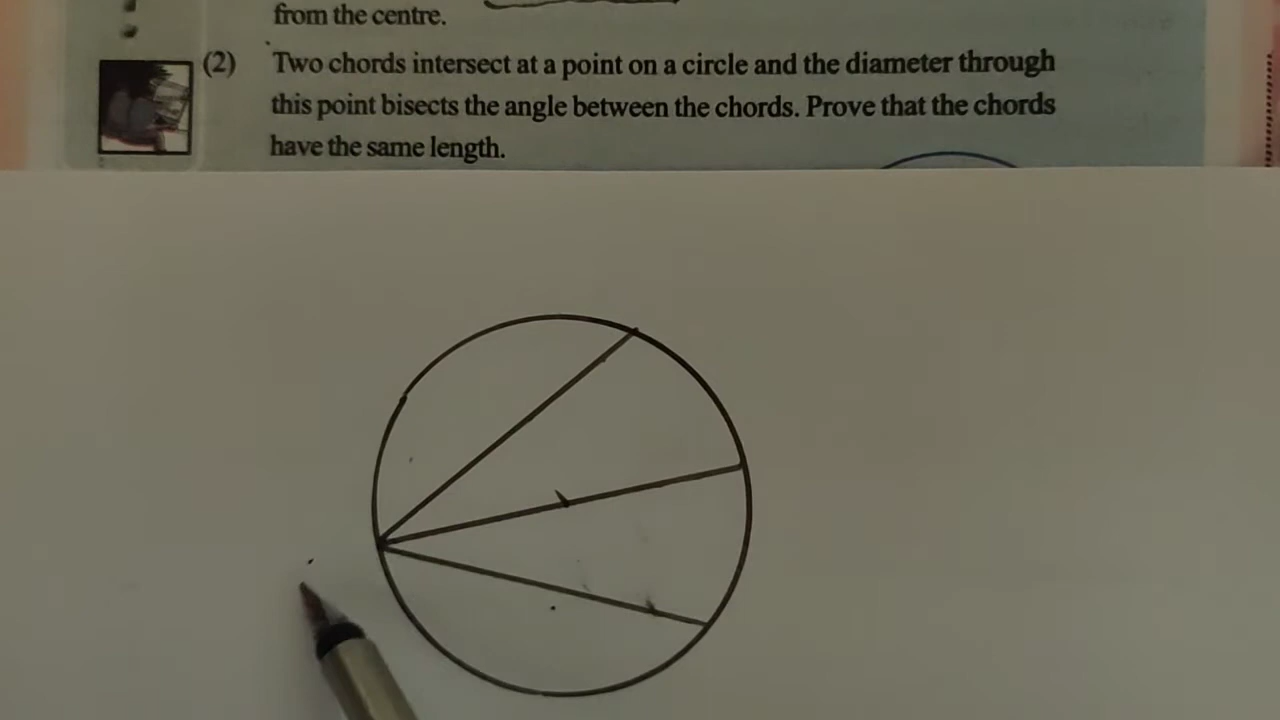 from the centre.
(2) Two chords intersect at a point on a circle and the diameter through
this point bisects the angle between the chords. Prove that the chords
have the same length.